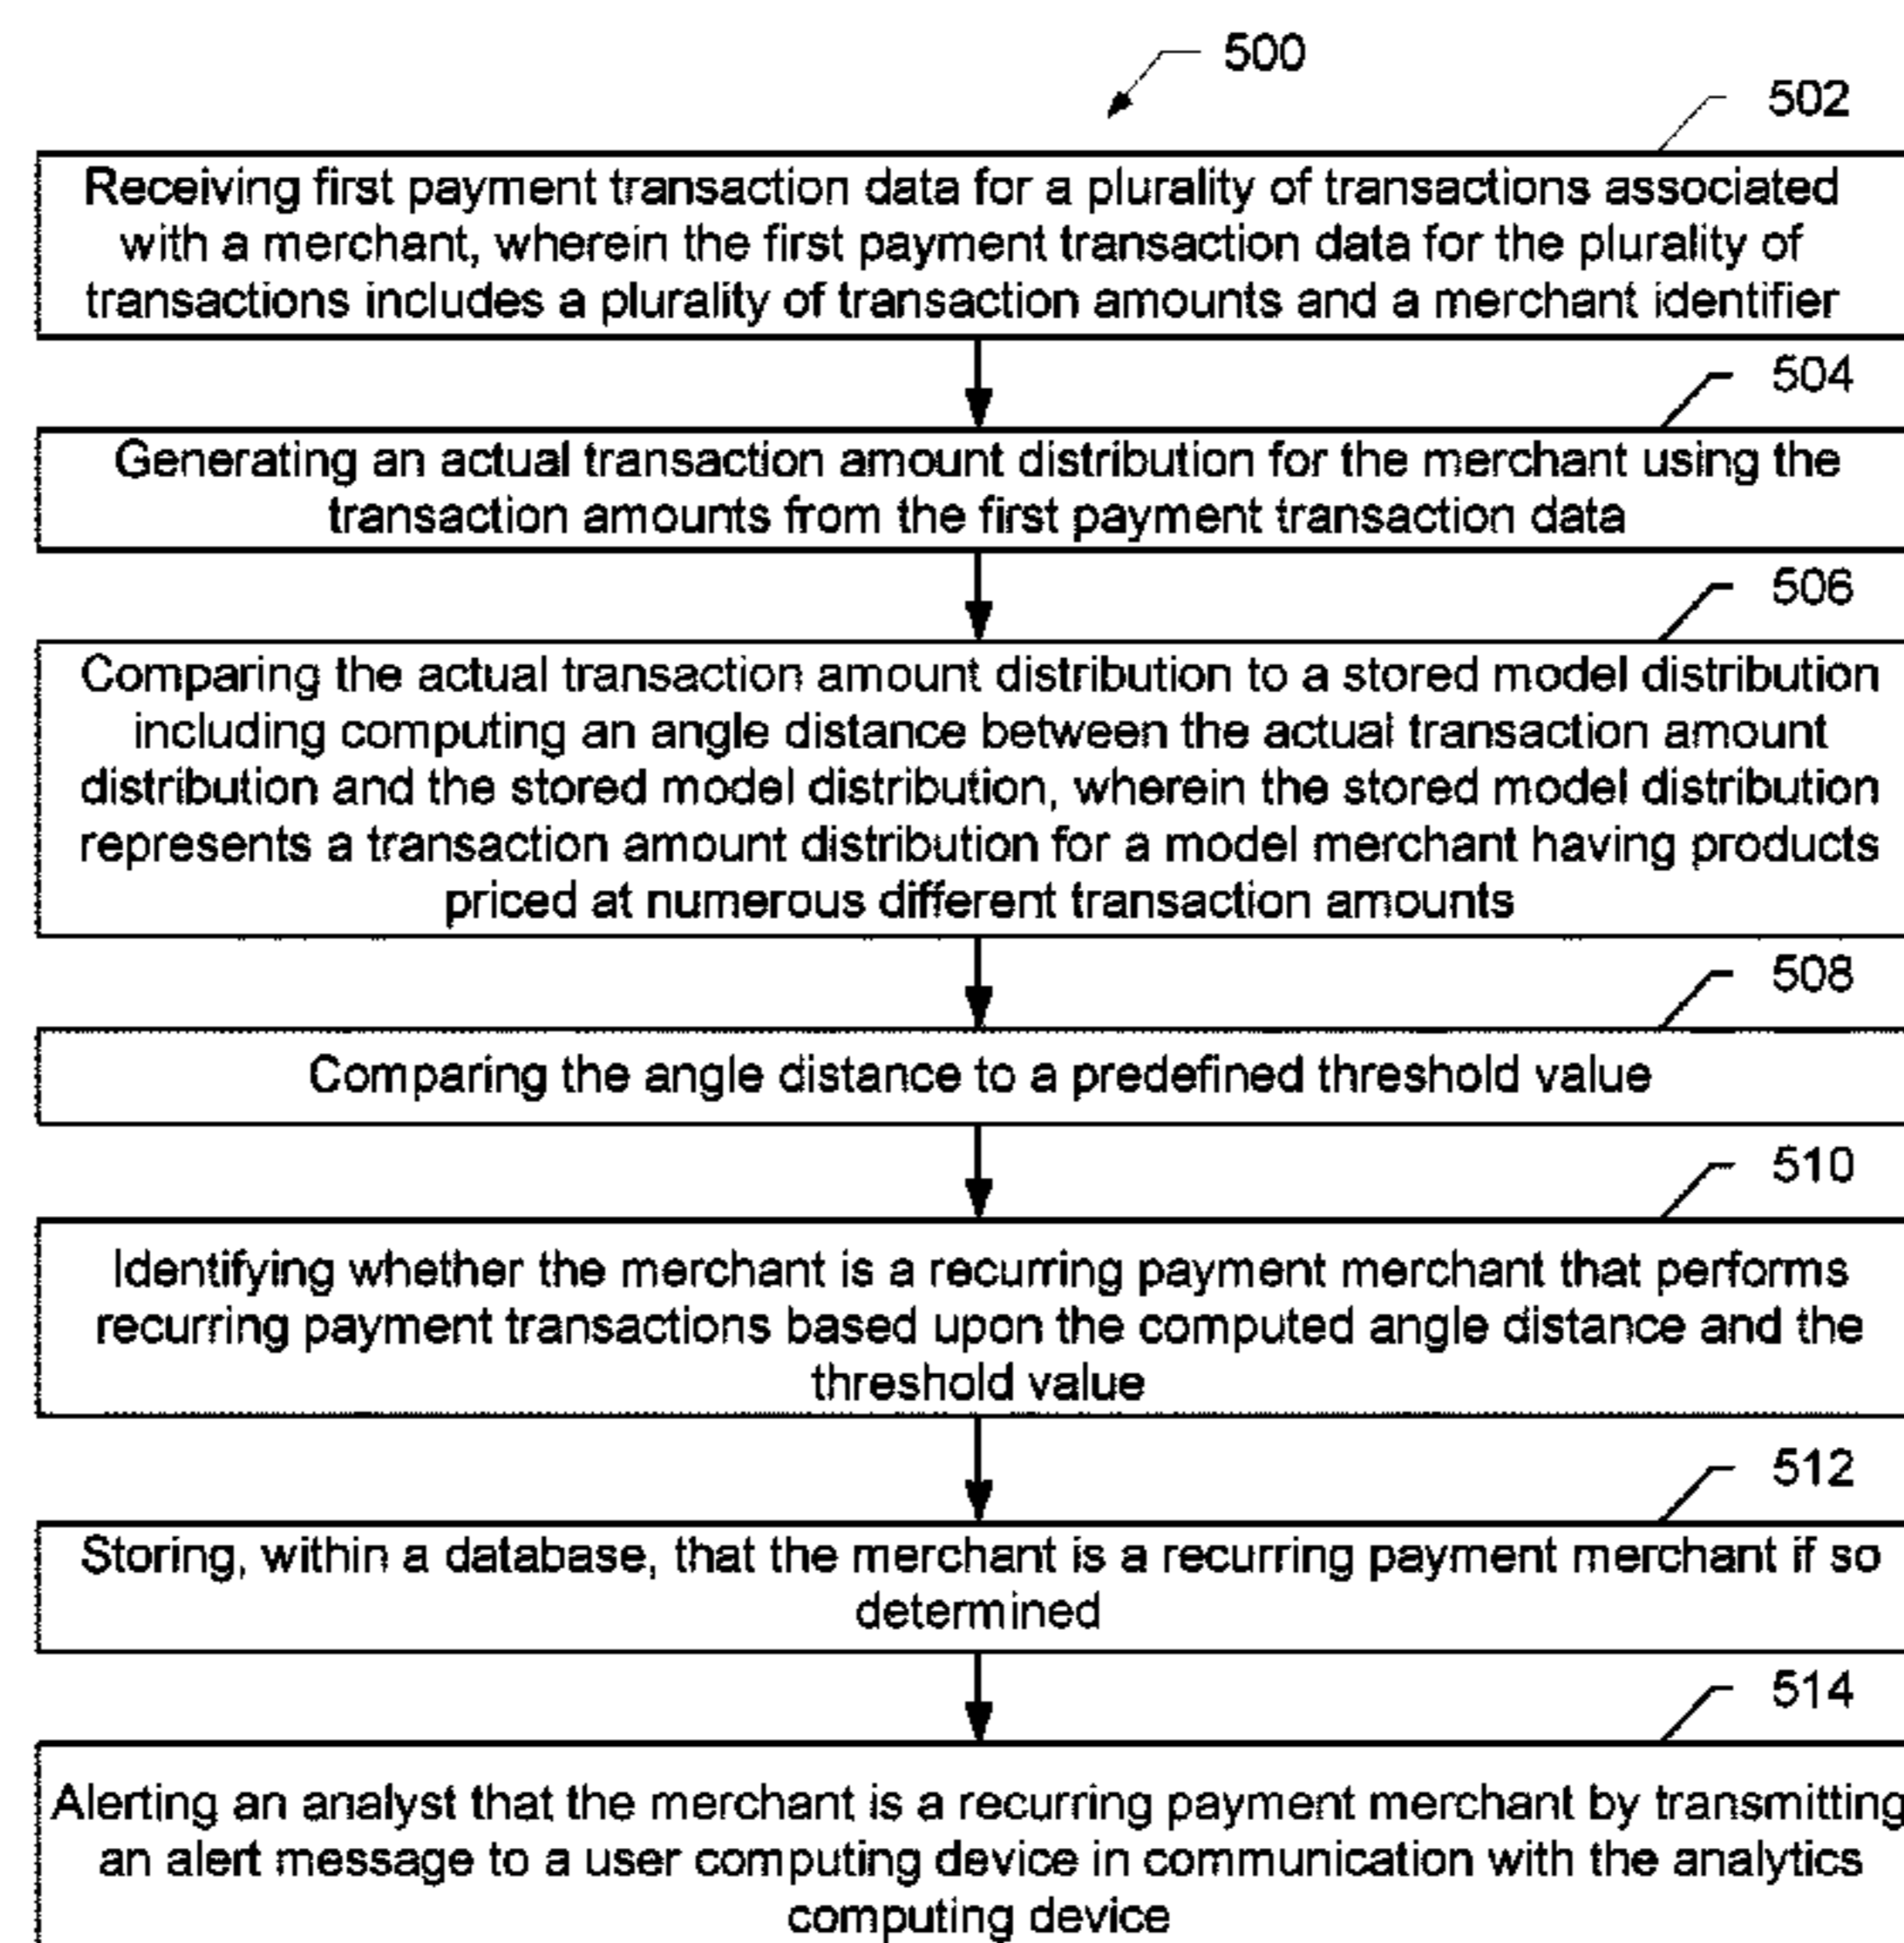 500
502
Receiving first payment transaction data for a plurality of transactions associated
with a merchant, wherein the first payment transaction data for the plurality of
transactions includes a plurality of transaction amounts and a merchant identifier
504
Generating an actual transaction amount distribution for the merchant using the
transaction amounts from the first payment transaction data
506
Comparing the actual transaction amount distribution to a stored model distribution
including computing an angle distance between the actual transaction amount
distribution and the stored model distribution, wherein the stored model distribution
represents a transaction amount distribution for a model merchant having products
priced at numerous different transaction amounts
508
Comparing the angle distance to a predefined threshold value
510
Identifying whether the merchant is a recurring payment merchant that performs
recurring payment transactions based upon the computed angle distance and the
threshold value
512
Storing, within a database, that the merchant is a recurring payment merchant if so
determined
514
Alerting an analyst that the merchant is a recurring payment merchant by transmitting
an alert message to a user computing device in communication with the analytics
computing device